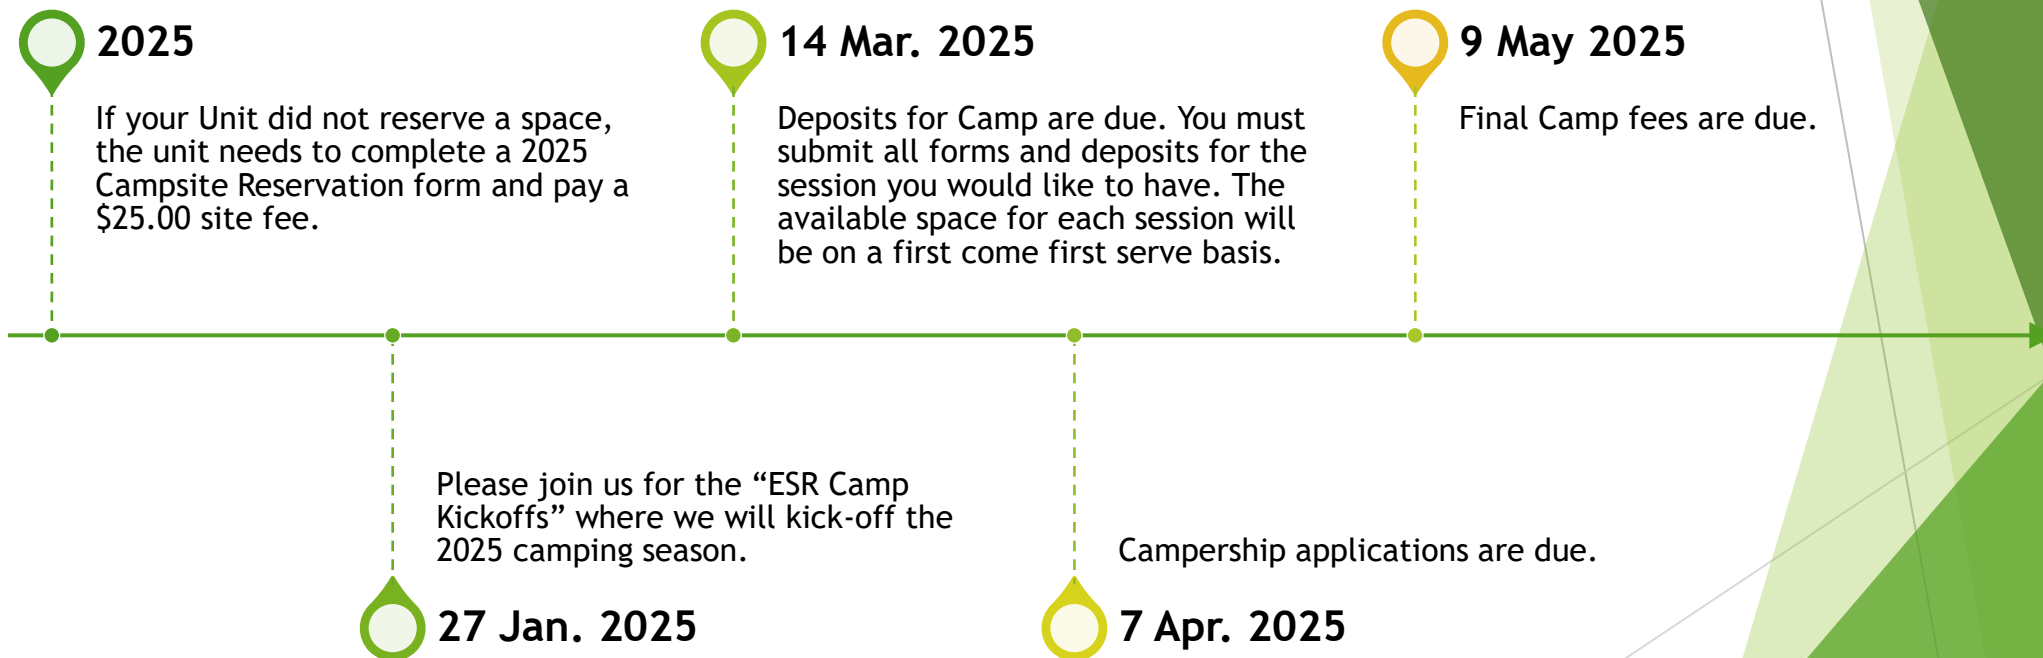 2025
If your Unit did not reserve a space,
the unit needs to complete a 2025
Campsite Reservation form and pay a
$25.00 site fee.
14 Mar. 2025
Deposits for Camp are due. You must
submit all forms and deposits for the
session you would like to have. The
available space for each session will
be on a first come first serve basis.
9 May 2025
Final Camp fees are due.
Please join us for the “ESR Camp
Kickoffs” where we will kick-off the
2025 camping season.
27 Jan. 2025
Campership applications are due.
7 Apr. 2025